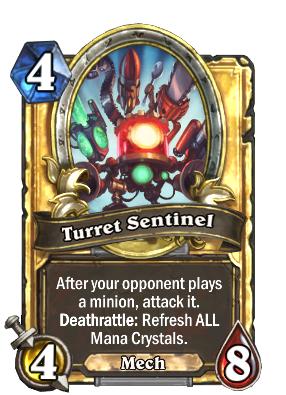 4
Turret Sentinel
After your opponent plays
a minion, attack it.
Deathrattle: Refresh ALL
Mana Crystals.
4
Mech
8